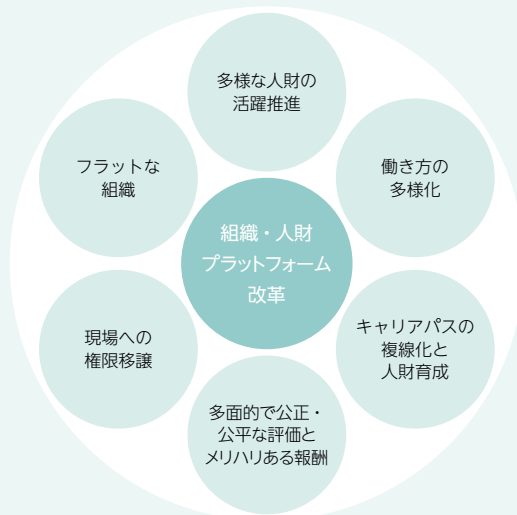 多様な人財の
活躍推進
フラットな
組織
働き方の
多様化
組織・人財
プラットフォーム
改革
現場への
権限移譲
キャリアパスの
複線化と
人財育成
多面的で公正・
公平な評価と
メリハリある報酬